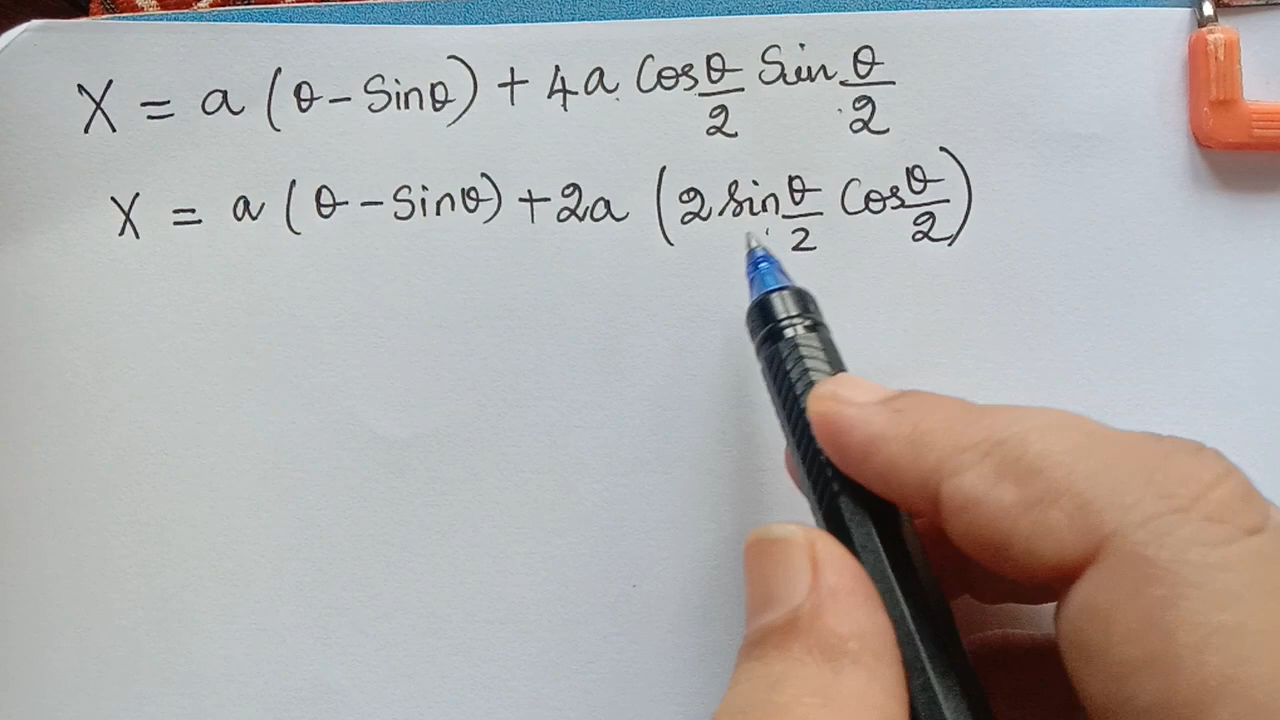 X = a (θ - Sinθ) + 4a Cos θ/2 Sin θ/2
X = a (θ - Sinθ) + 2a (2 Sin θ/2 Cos θ/2)